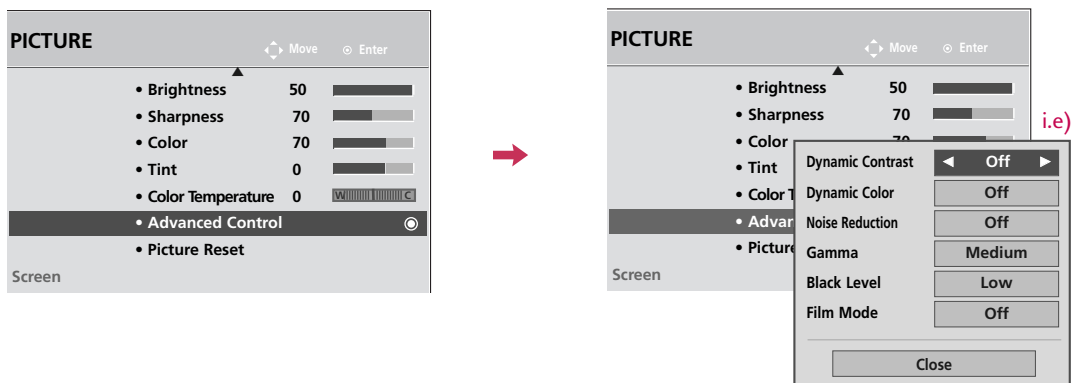 PICTURE
Move Enter
• Brightness 50
• Sharpness 70
• Color 70
• Tint 0
• Color Temperature 0 W C
• Advanced Control
• Picture Reset
Screen
PICTURE
Move Enter
• Brightness 50
• Sharpness 70
i.e)
• Color 70
• Tint
• Color T
• Advan
• Picture
Screen
Dynamic Contrast ◀ Off ▶
Dynamic Color Off
Noise Reduction Off
Gamma Medium
Black Level Low
Film Mode Off
Close